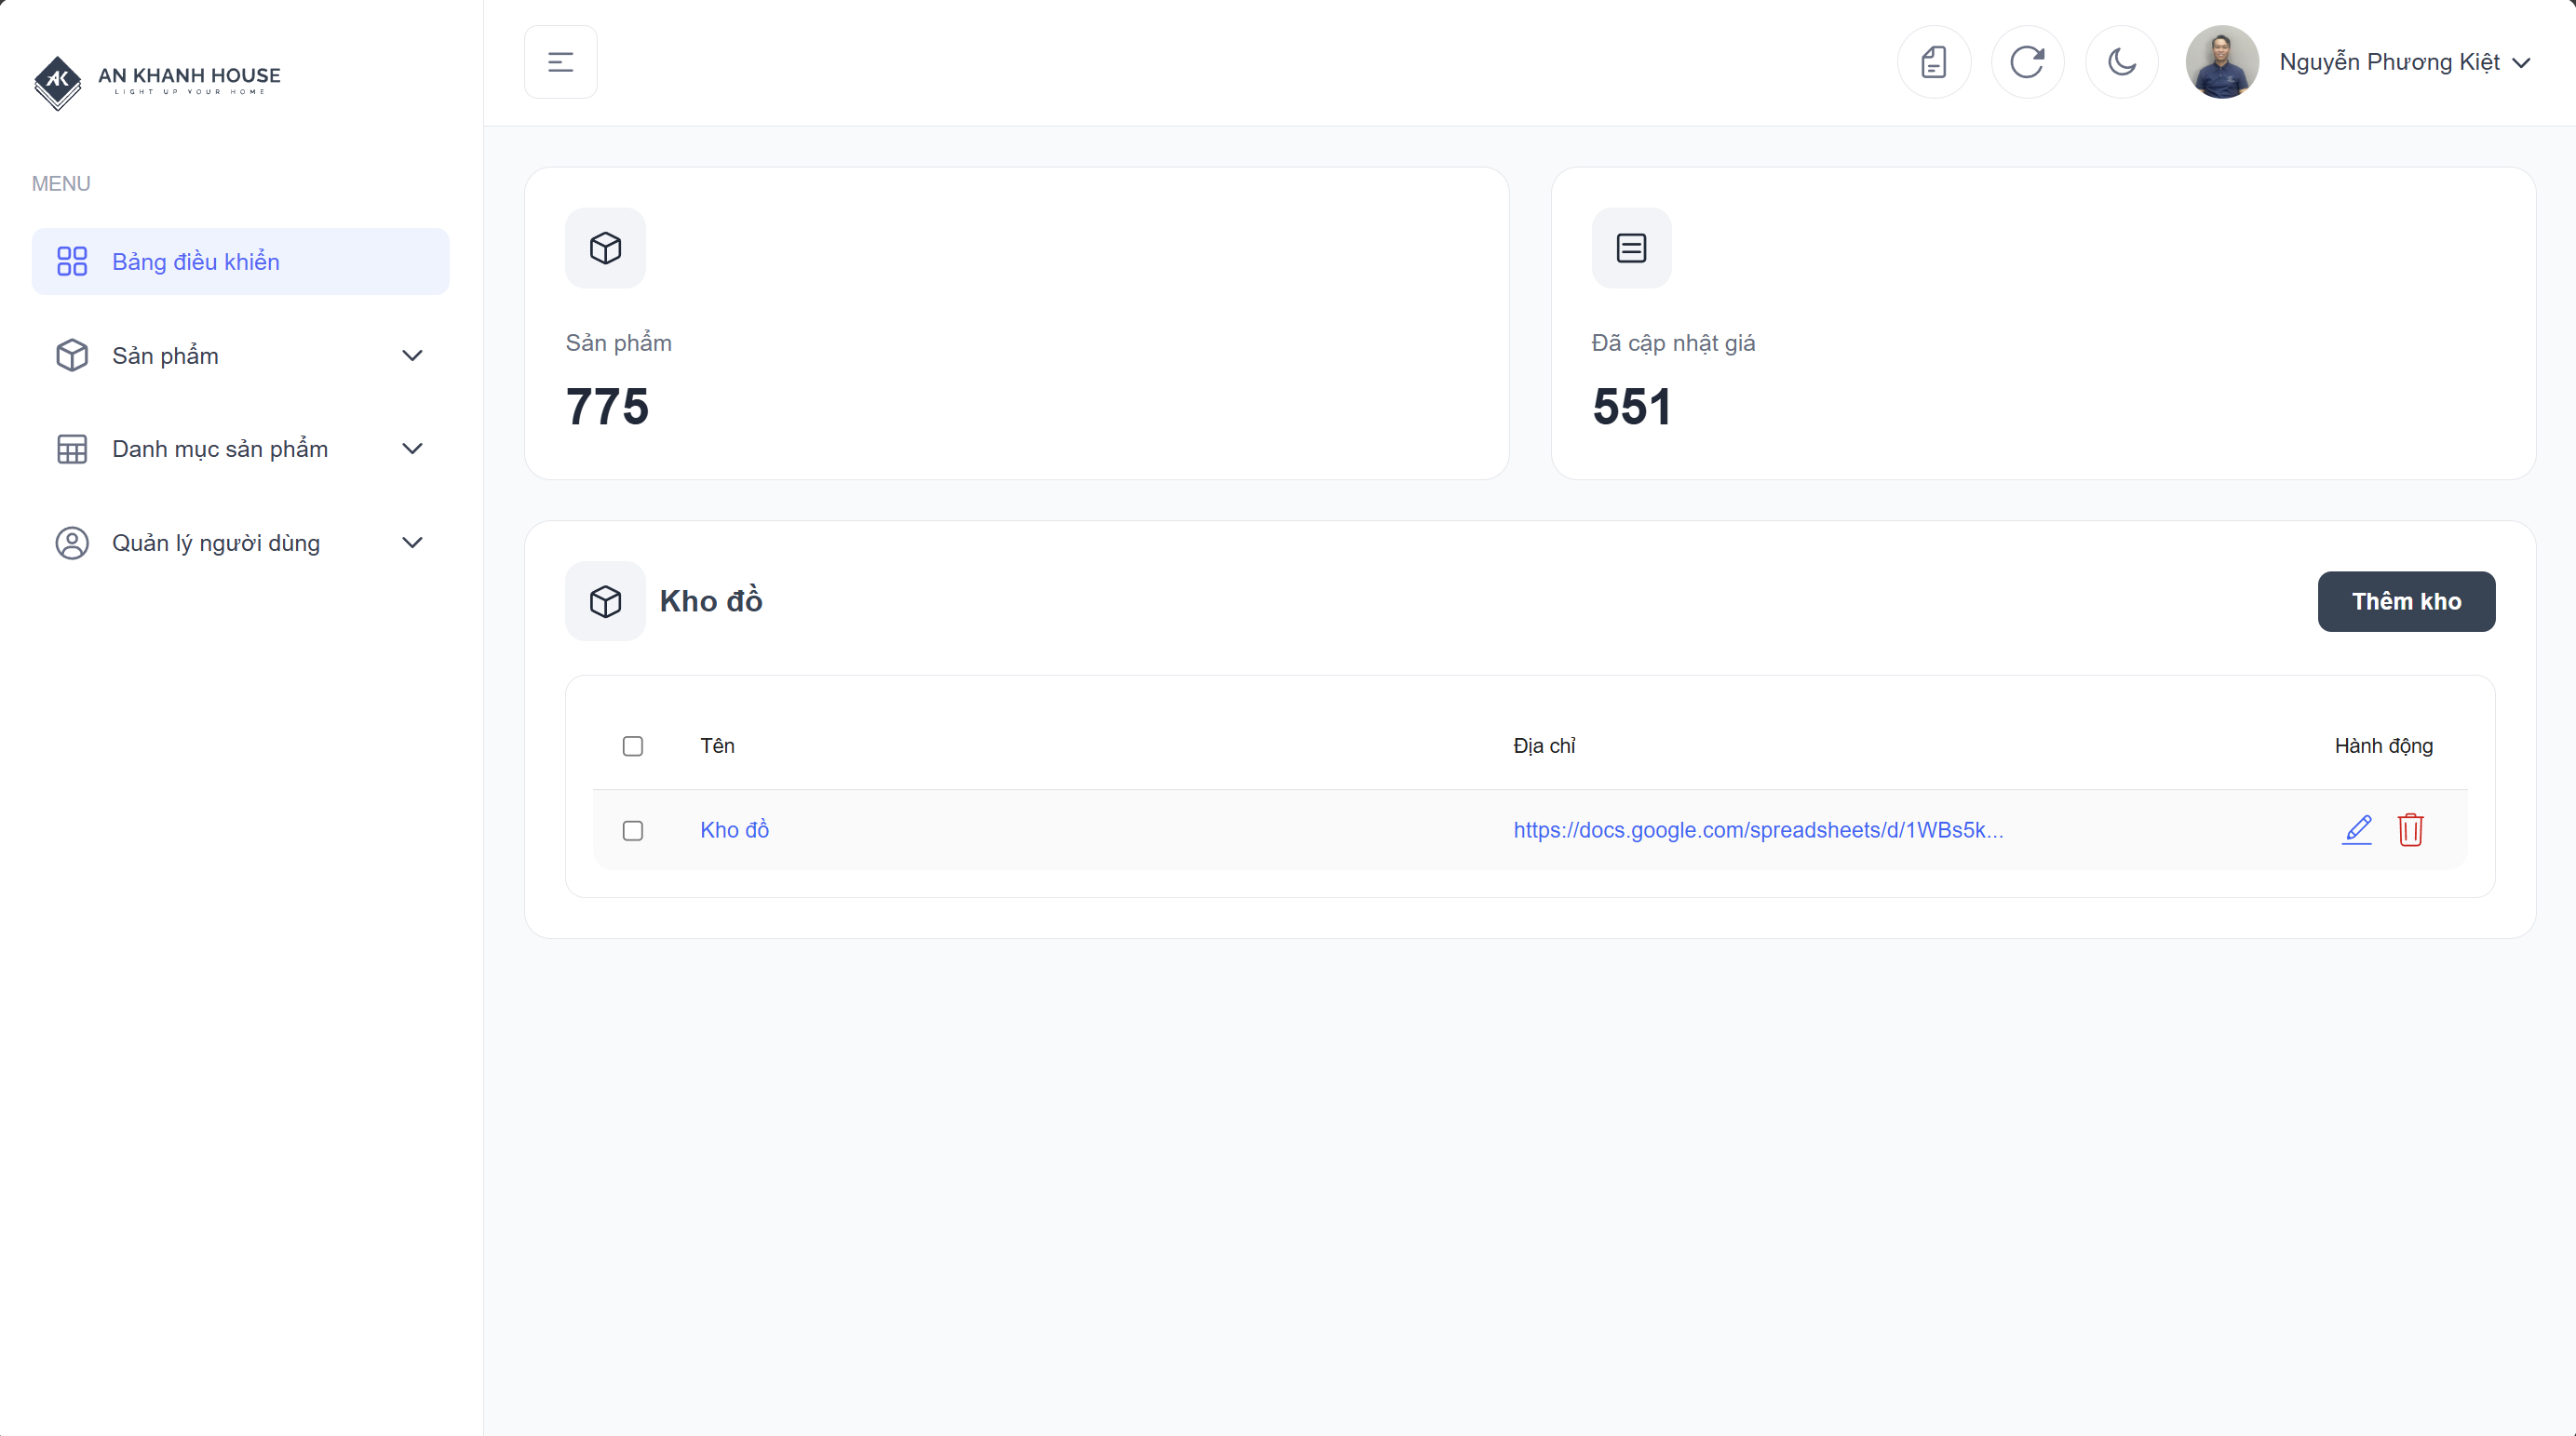 AN KHANH HOUSE
LIGHT UP YOUR HOME
MENU
Bảng điều khiển
Sản phẩm
Danh mục sản phẩm
Quản lý người dùng
Nguyễn Phương Kiệt
Sản phẩm
775
Đã cập nhật giá
551
Kho đồ
Thêm kho
Tên Địa chỉ Hành động
Kho đồ https://docs.google.com/spreadsheets/d/1WBs5k...